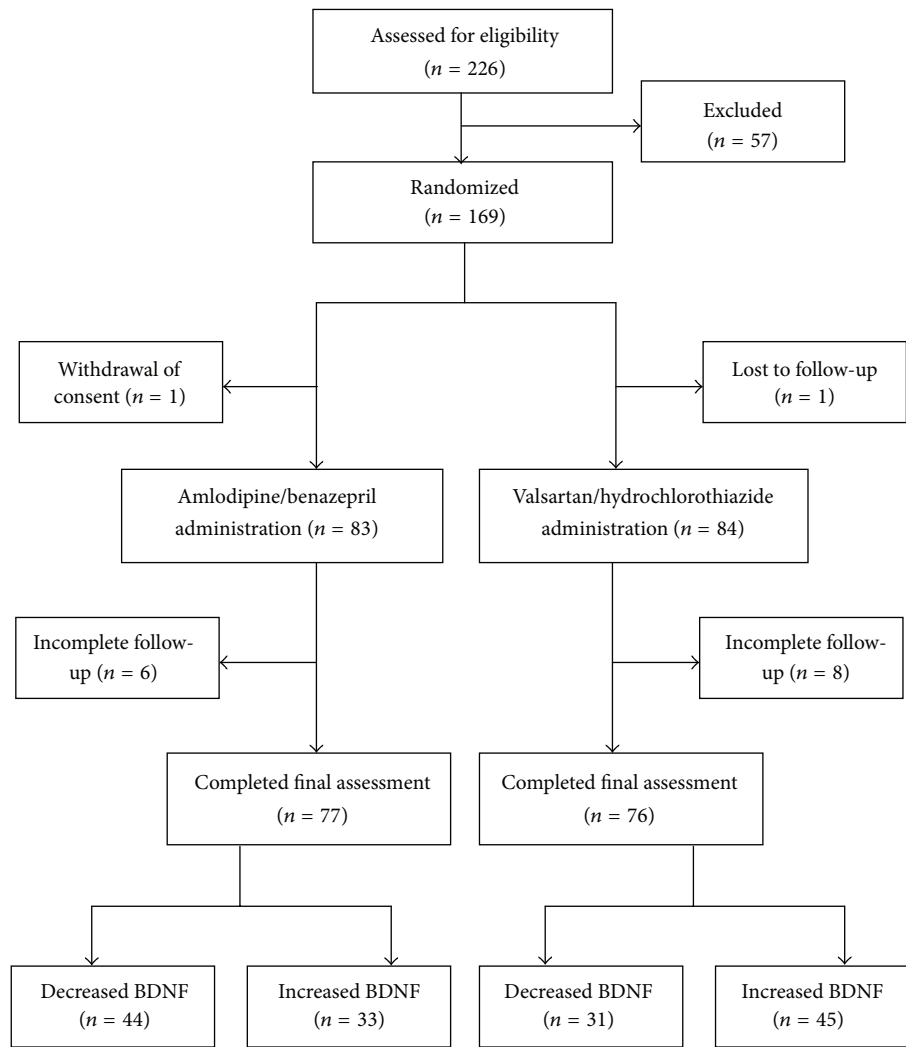 Assessed for eligibility
(n = 226)
Excluded
(n = 57)
Randomized
(n = 169)
Withdrawal of
consent (n = 1)
Lost to follow-up
(n = 1)
Amlodipine/benazepril
administration (n = 83)
Valsartan/hydrochlorothiazide
administration (n = 84)
Incomplete follow-
up (n = 6)
Incomplete follow-
up (n = 8)
Completed final assessment
(n = 77)
Completed final assessment
(n = 76)
Decreased BDNF
(n = 44)
Increased BDNF
(n = 33)
Decreased BDNF
(n = 31)
Increased BDNF
(n = 45)